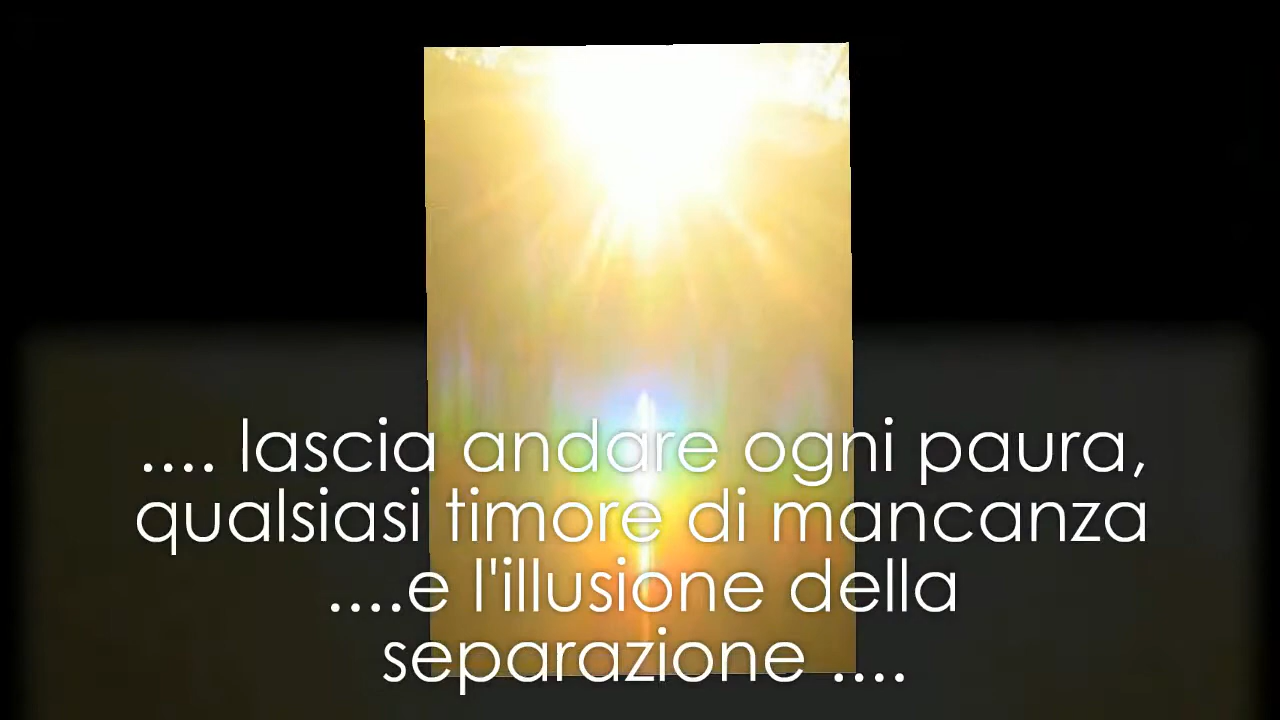 .... lascia andare ogni paura,
qualsiasi timore di mancanza
....e l'illusione della
separazione ....